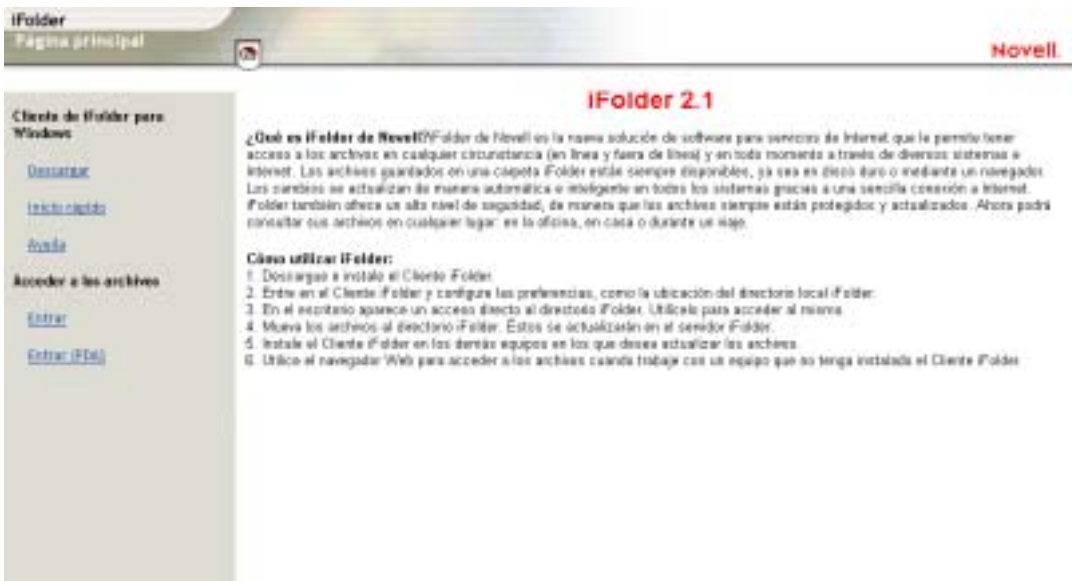 iFolder
Página principal
Novell.
Cliente de iFolder para
Windows
Descargar
Inicio rápido
Ayuda
Acceder a los archivos
Entrar
Entrar (PDA)
iFolder 2.1
¿Qué es iFolder de Novell? iFolder de Novell es la nueva solución de software para servicios de Internet que le permite tener
acceso a los archivos en cualquier circunstancia (en línea y fuera de línea) y en todo momento a través de diversos sistemas e
Internet. Los archivos guardados en una carpeta iFolder están siempre disponibles, ya sea en disco duro o mediante un navegador.
Los cambios se actualizan de manera automática e inteligente en todos los sistemas gracias a una sencilla conexión a Internet.
iFolder también ofrece un alto nivel de seguridad, de manera que los archivos siempre están protegidos y actualizados. Ahora podrá
consultar sus archivos en cualquier lugar: en la oficina, en casa o durante un viaje.
Cómo utilizar iFolder:
1. Descargue e instale el Cliente iFolder.
2. Entre en el Cliente iFolder y configure las preferencias, como la ubicación del directorio local iFolder.
3. En el escritorio aparece un acceso directo al directorio iFolder. Utilícelo para acceder al mismo.
4. Mueva los archivos al directorio iFolder. Éstos se actualizarán en el servidor iFolder.
5. Instale el Cliente iFolder en los demás equipos en los que desea actualizar los archivos.
6. Utilice el navegador Web para acceder a los archivos cuando trabaje con un equipo que no tenga instalado el Cliente iFolder.